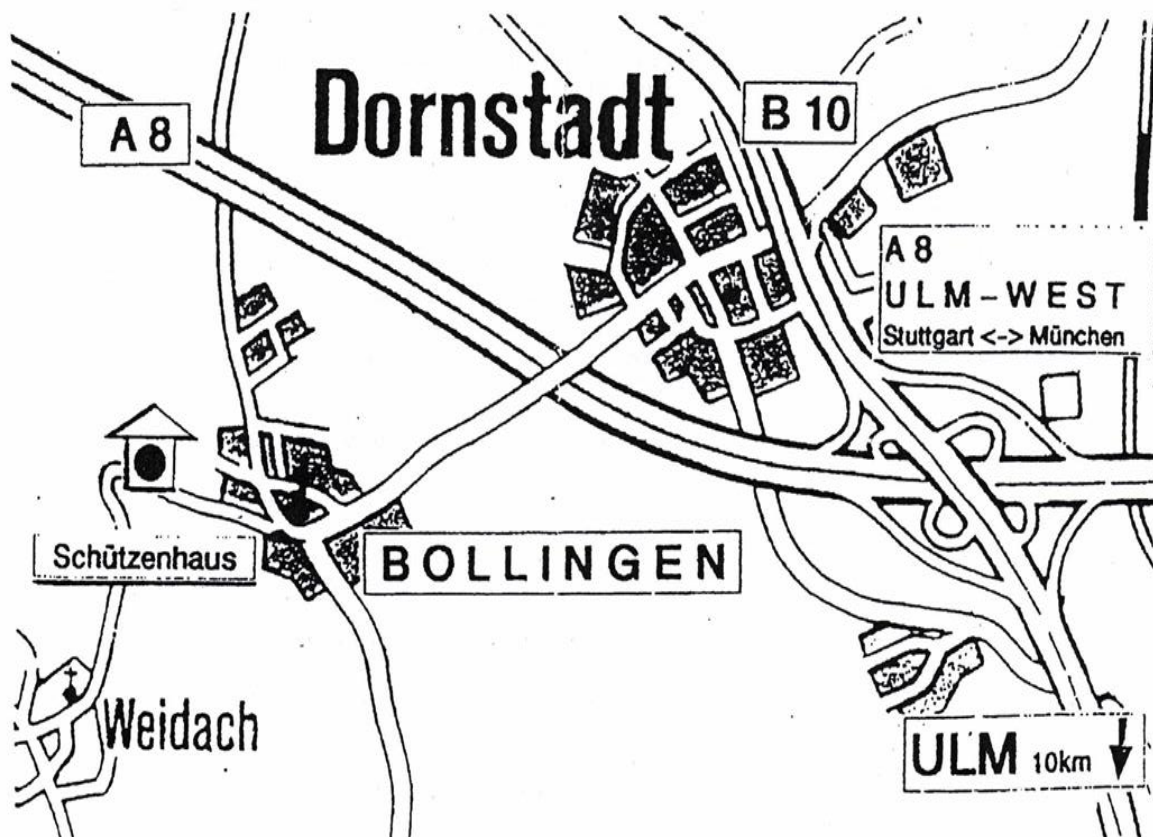 Dornstadt
A 8
B 10
A 8
ULM-WEST
Stuttgart <-> München
Schützenhaus
BOLLINGEN
Weidach
ULM 10km